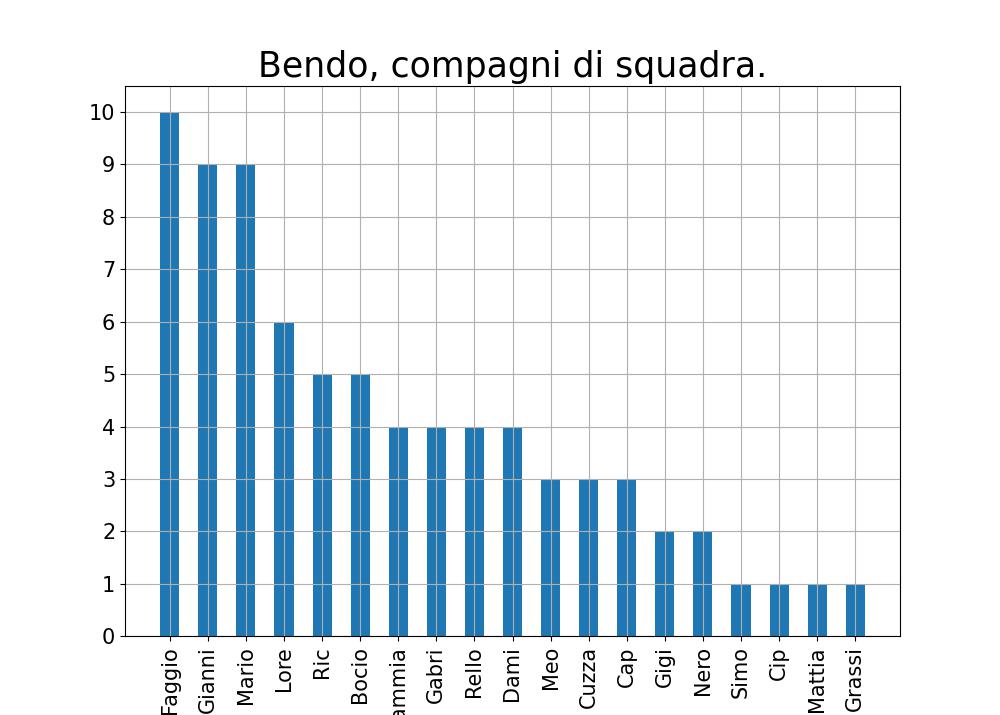 Bendo, compagni di squadra.
10
9
8
7
6
5
4
3
2
1
0
Faggio
Gianni
Mario
Lore
Ric
Bocio
ammia
Gabri
Rello
Dami
Meo
Cuzza
Cap
Gigi
Nero
Simo
Cip
Mattia
Grassi